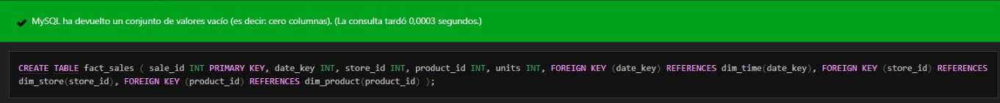 MySQL ha devuelto un conjunto de valores vacío (es decir: cero columnas). (La consulta tardó 0,0003 segundos.)
CREATE TABLE fact_sales ( sale_id INT PRIMARY KEY, date_key INT, store_id INT, product_id INT, units INT, FOREIGN KEY (date_key) REFERENCES dim_time(date_key), FOREIGN KEY (store_id) REFERENCES
dim_store(store_id), FOREIGN KEY (product_id) REFERENCES dim_product(product_id) );